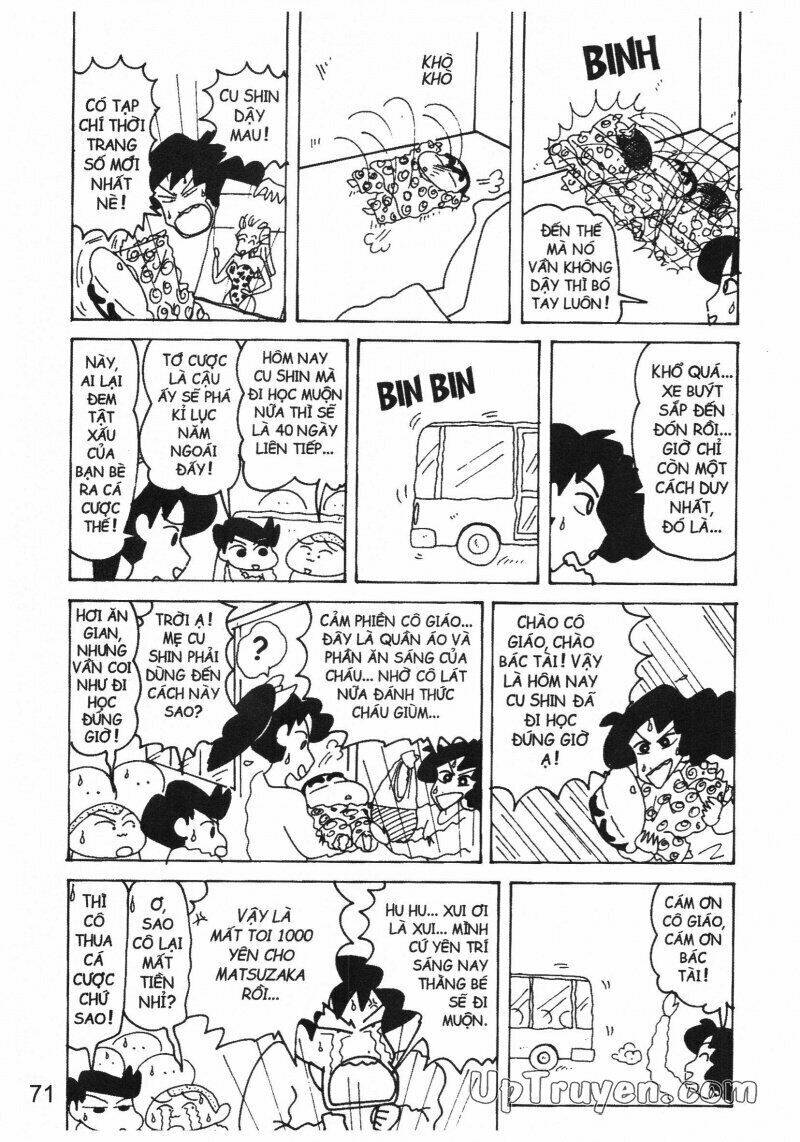 BINH
ĐẾN THẾ
MÀ NÓ
VẪN KHÔNG
DẬY THÌ BÓ
TAY LUÔN!
KHÒ
KHÒ
CU SHIN
DẬY
MAU!
CÓ TẠP
CHÍ THỜI
TRANG
SỐ MỚI
NHẤT
NÈ!
KHỔ QUÁ...
XE BUÝT
SẮP ĐẾN
ĐÓN RỒI...
GIỜ CHỈ
CÒN MỘT
CÁCH DUY
NHẤT,
ĐÓ LÀ...
BIN BIN
HÔM NAY
CU SHIN MÀ
ĐI HỌC MUỘN
NỮA THÌ SẼ
LÀ 40 NGÀY
LIÊN TIẾP...
TỚ CƯỢC
LÀ CẬU
ẤY SẼ PHÁ
KỈ LỤC
NĂM
NGOÁI
ĐẤY!
NÀY,
AI LẠI
ĐEM
TẬT
XẤU
CỦA
BẠN BÈ
RA CÁ
CƯỢC
THẾ!
CHÀO CÔ
GIÁO, CHÀO
BÁC TÀI! VẬY
LÀ HÔM NAY
CU SHIN ĐÃ
ĐI HỌC
ĐÚNG GIỜ
Ạ!
CẢM PHIỀN CÔ GIÁO...
ĐÂY LÀ QUẦN ÁO VÀ
PHẦN ĂN SÁNG CỦA
CHÁU... NHỜ CÔ LÁT
NỮA ĐÁNH THỨC
CHÁU GIÙM...
?
TRỜI Ạ!
MẸ CU
SHIN PHẢI
DÙNG ĐẾN
CÁCH NÀY
SAO?
HƠI ĂN
GIAN,
NHƯNG
VẪN COI
NHƯ ĐI
HỌC
ĐÚNG
GIỜ!
CÁM ƠN
CÔ GIÁO,
CÁM ƠN
BÁC
TÀI!
HU HU... XUI ƠI
LÀ XUI... MÌNH
CỨ YÊN TRÍ
SÁNG NAY
THẰNG BÉ
SẼ ĐI
MUỘN.
VẬY LÀ
MẤT TOI 1000
YÊN CHO
MATSUZAKA
RỒI...
Ơ,
SAO
CÔ LẠI
MẤT
TIỀN
NHỈ?
THÌ
CÔ
THUA CÁ
CƯỢC
CHỨ
SAO!
71
UpTruyen.com